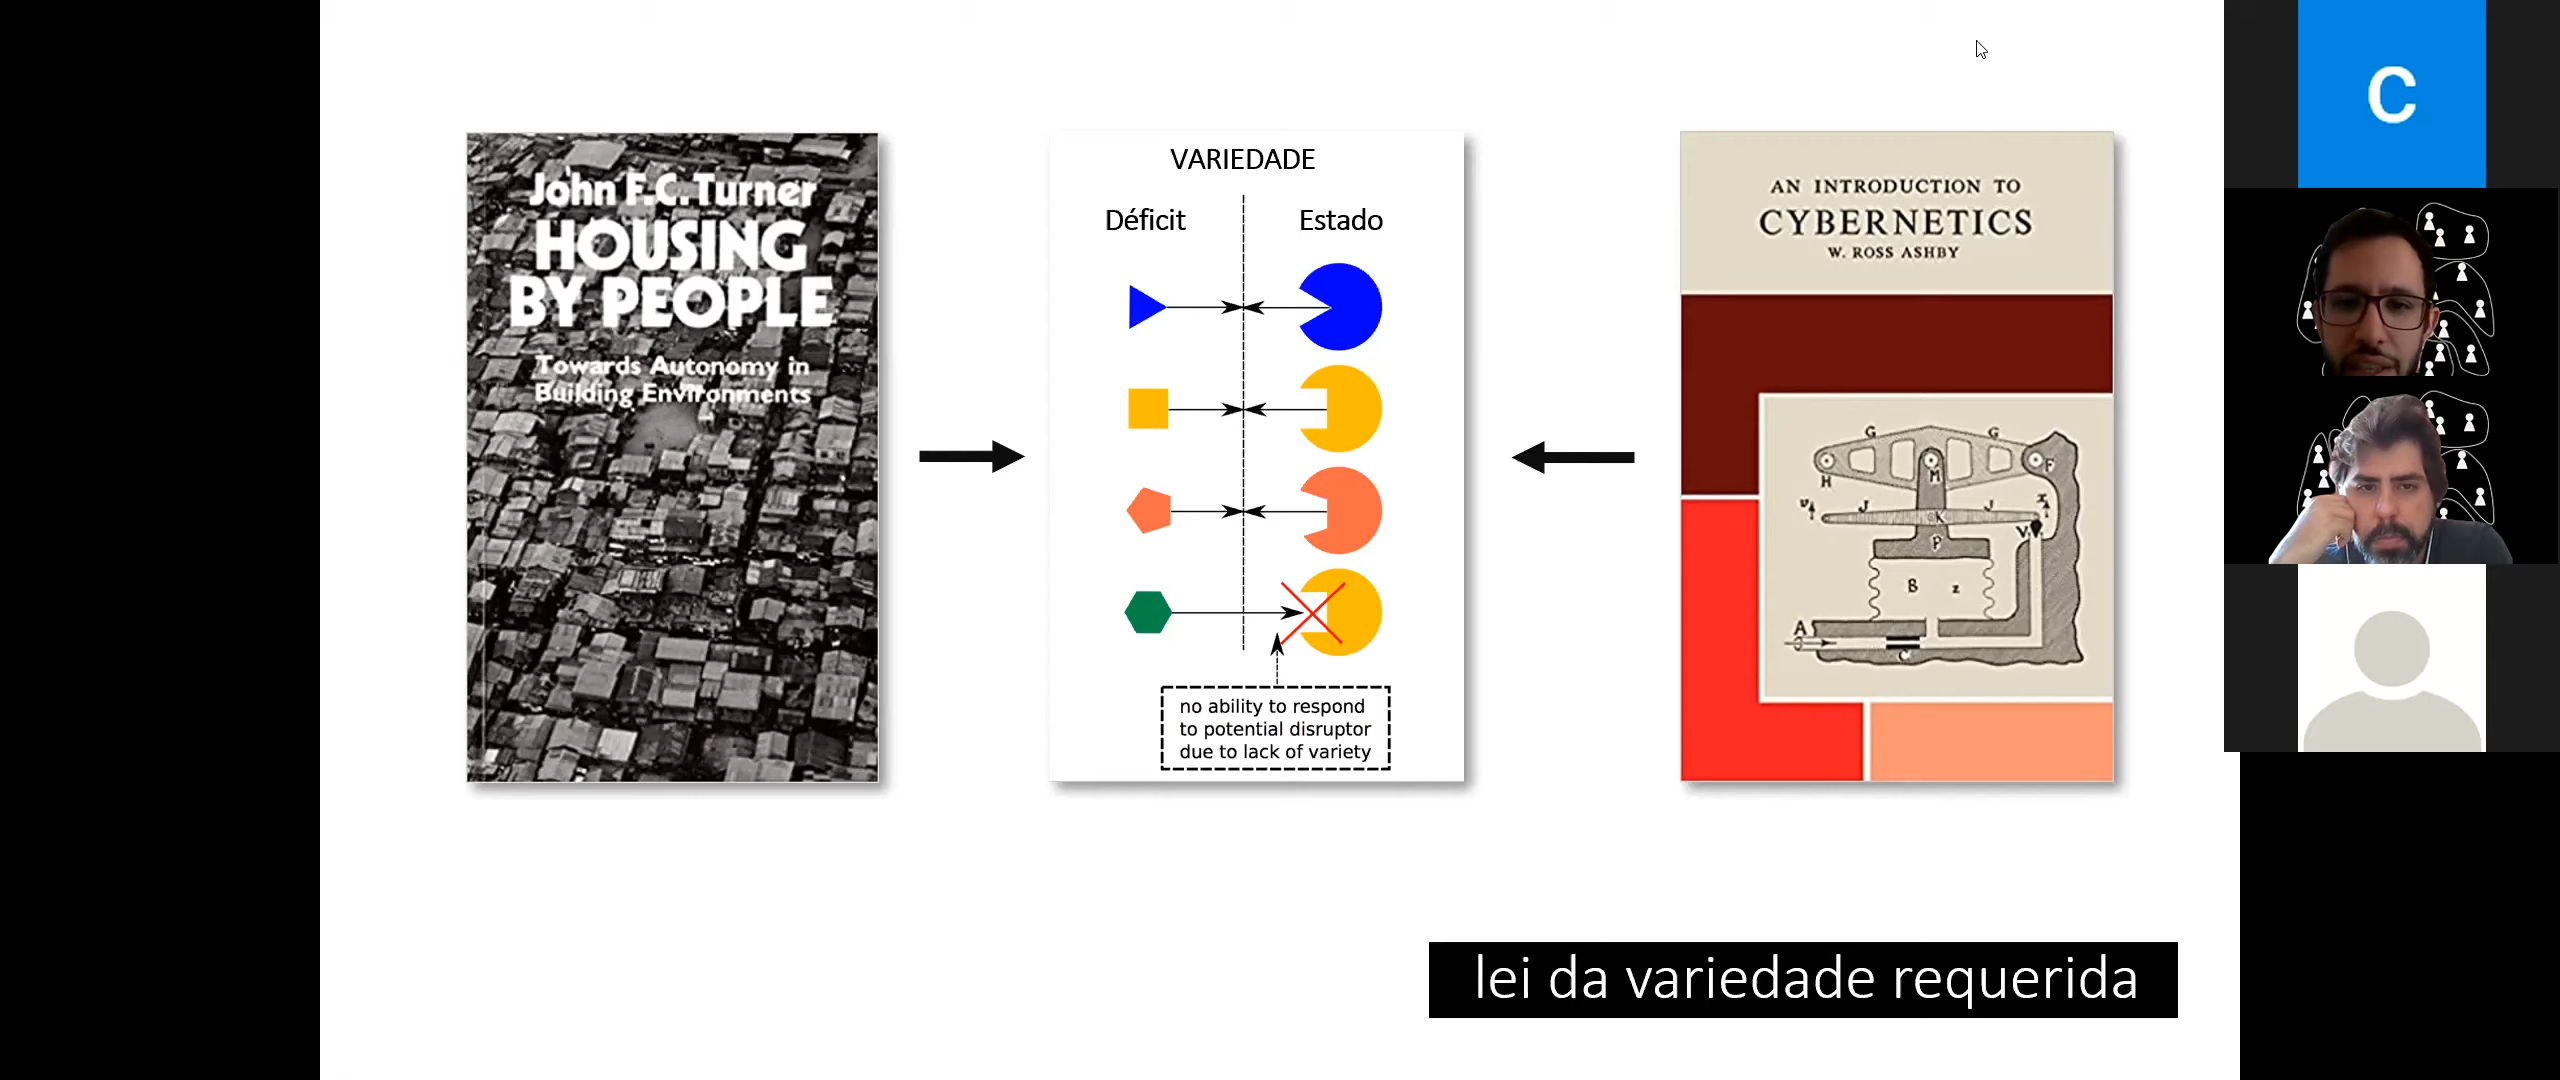 John F.C. Turner
HOUSING
BY PEOPLE
Towards Autonomy in
Building Environments
VARIEDADE
Déficit
Estado
no ability to respond
to potential disruptor
due to lack of variety
AN INTRODUCTION TO
CYBERNETICS
W. ROSS ASHBY
G
G
H
M
F
J
K
J
V
P
B
z
A
C
lei da variedade requerida
C